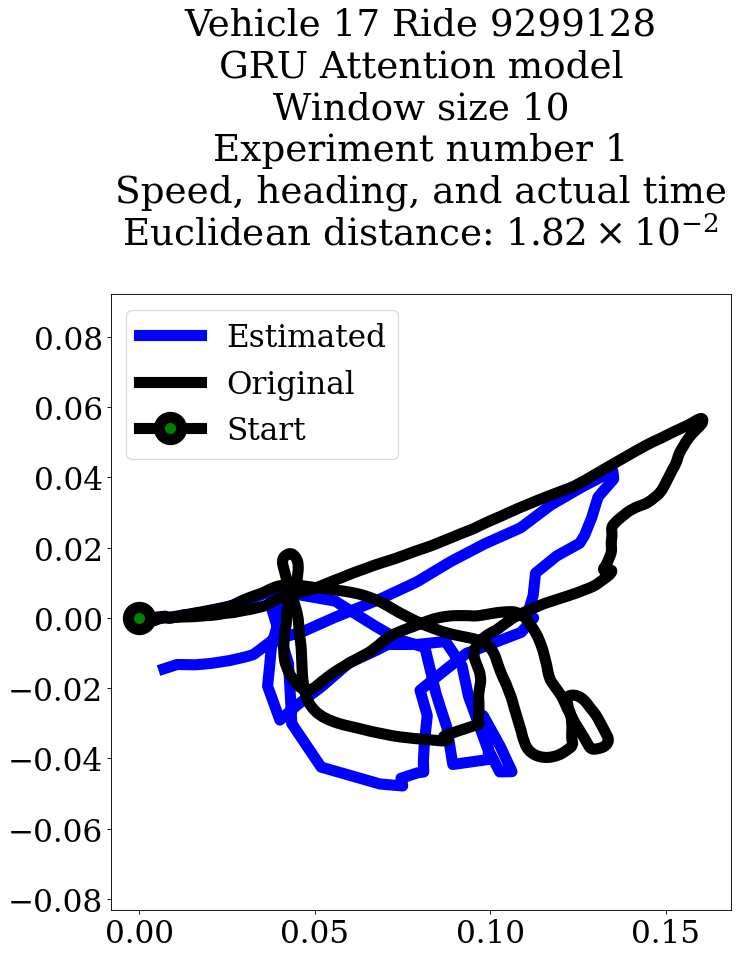 Vehicle 17 Ride 9299128
GRU Attention model
Window size 10
Experiment number 1
Speed, heading, and actual time
Euclidean distance: 1.82 × 10⁻²
Estimated
Original
Start
0.08
0.06
0.04
0.02
0.00
−0.02
−0.04
−0.06
−0.08
0.00 0.05 0.10 0.15